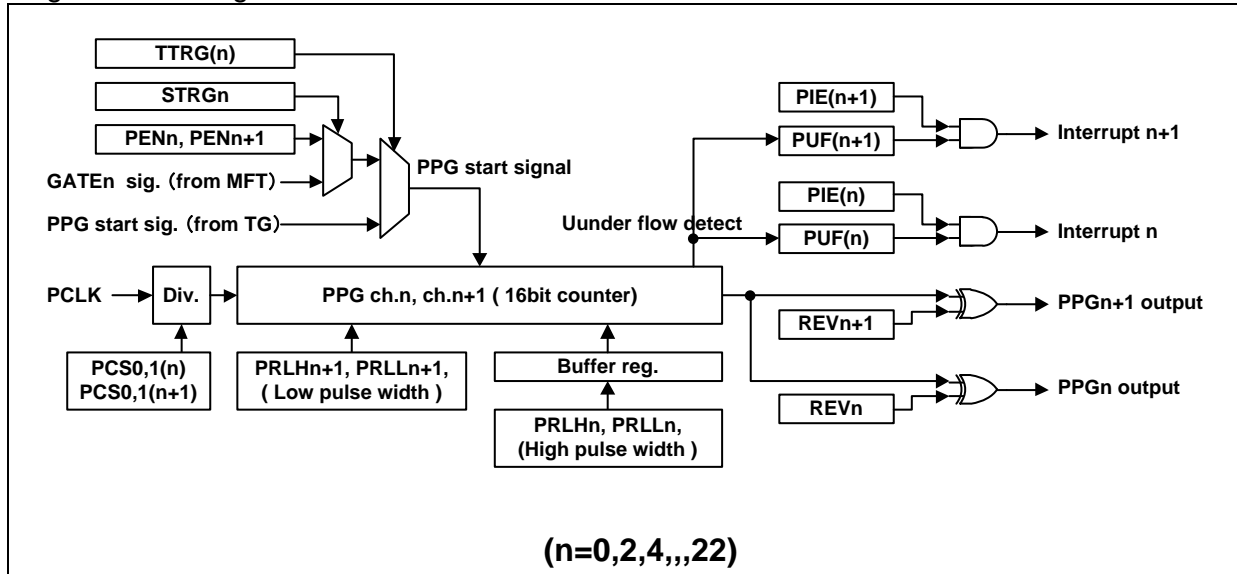 TTRG(n)
STRGn
PENn, PENn+1
GATEn sig. (from MFT)
PPG start sig. (from TG)
PPG start signal
PIE(n+1)
PUF(n+1)
Interrupt n+1
PIE(n)
Uunder flow detect
PUF(n)
Interrupt n
PCLK
Div.
PPG ch.n, ch.n+1 ( 16bit counter)
PPGn+1 output
REVn+1
PCS0,1(n)
PCS0,1(n+1)
PRLHn+1, PRLLn+1,
( Low pulse width )
Buffer reg.
PPGn output
REVn
PRLHn, PRLLn,
(High pulse width )
(n=0,2,4,,,22)